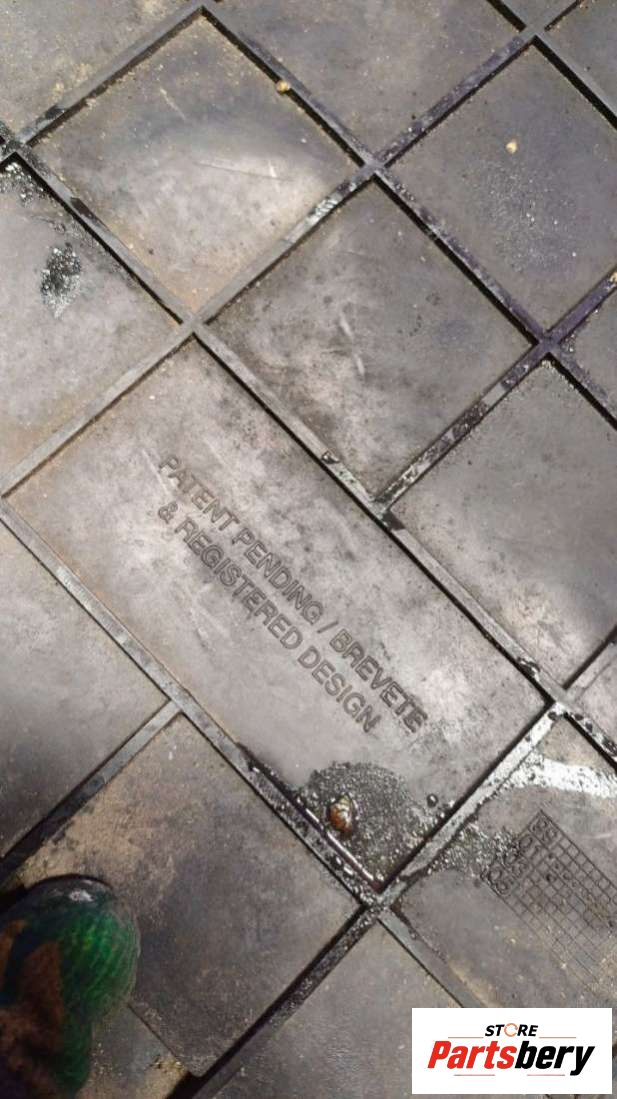 PATENT PENDING / BREVETE
& REGISTERED DESIGN
STORE
Partsbery